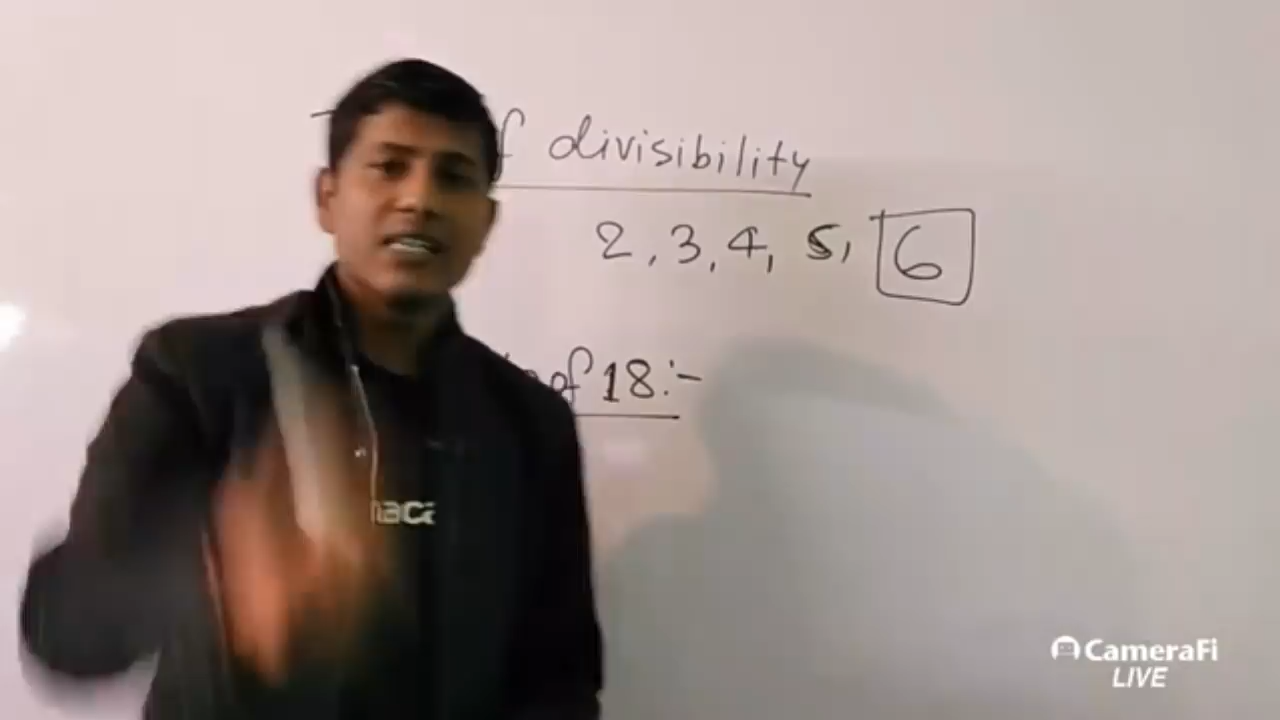 f divisibility
2, 3, 4, 5, 6
of 18:-
CameraFi
LIVE